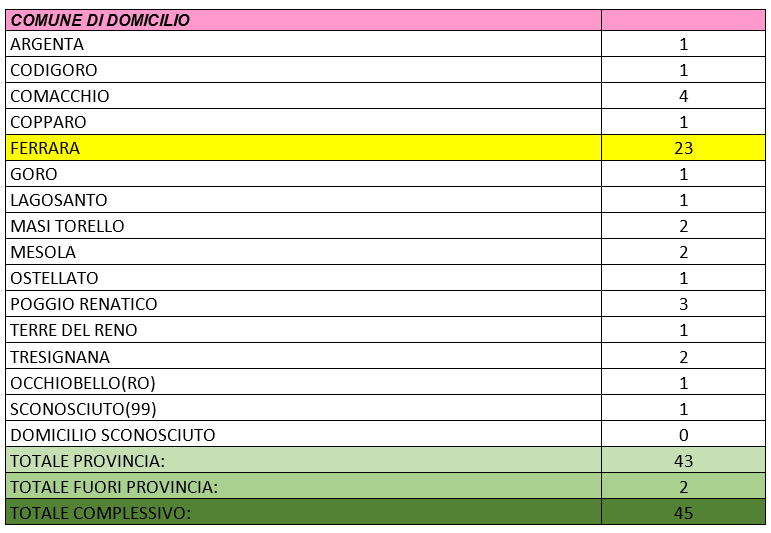 COMUNE DI DOMICILIO
ARGENTA 1
CODIGORO 1
COMACCHIO 4
COPPARO 1
FERRARA 23
GORO 1
LAGOSANTO 1
MASI TORELLO 2
MESOLA 2
OSTELLATO 1
POGGIO RENATICO 3
TERRE DEL RENO 1
TRESIGNANA 2
OCCHIOBELLO(RO) 1
SCONOSCIUTO(99) 1
DOMICILIO SCONOSCIUTO 0
TOTALE PROVINCIA: 43
TOTALE FUORI PROVINCIA: 2
TOTALE COMPLESSIVO: 45